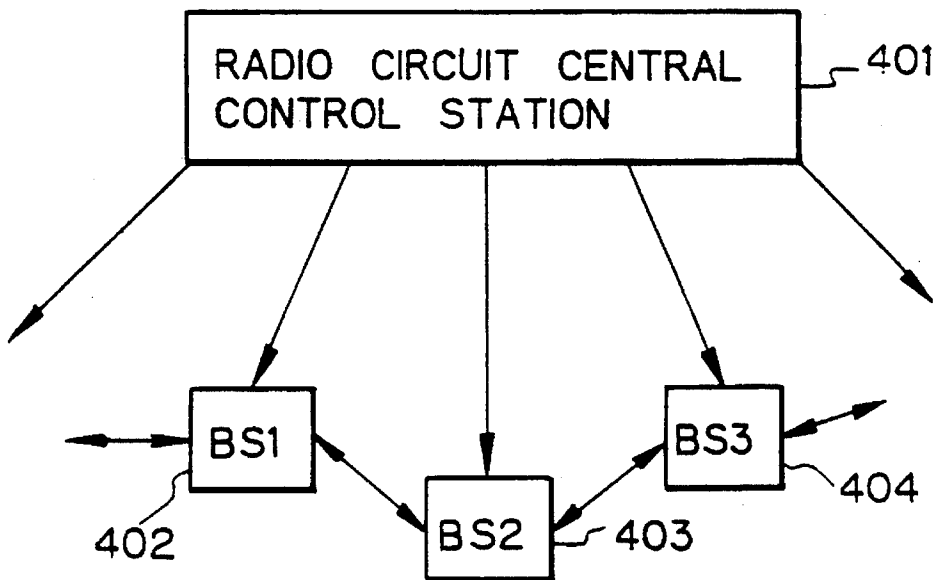 RADIO CIRCUIT CENTRAL
CONTROL STATION
401
BS1
BS3
402
BS2
403
404